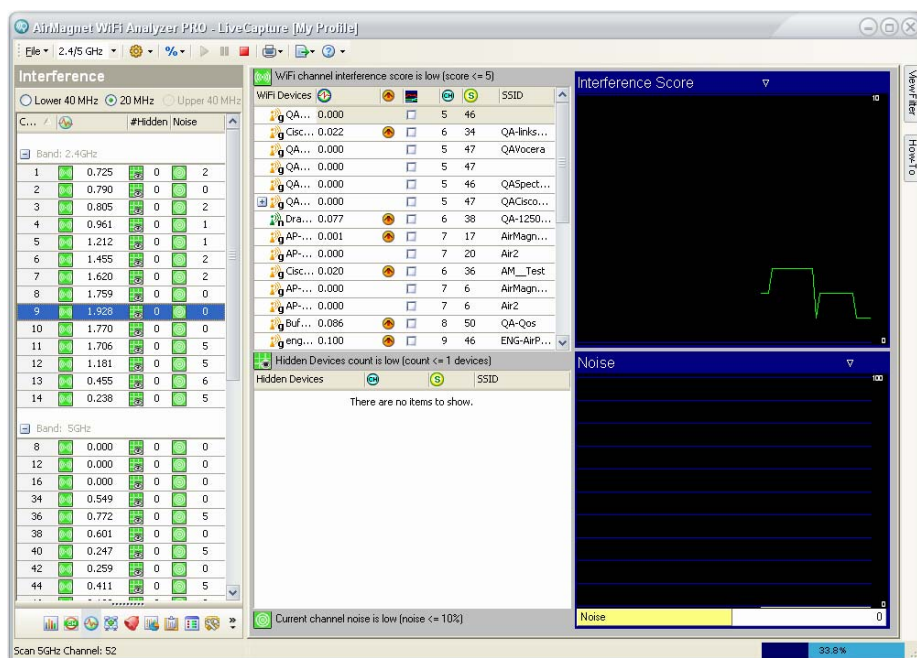 AirMagnet WiFi Analyzer PRO - LiveCapture [My Profile]
File 2.4/5 GHz %
Interference
Lower 40 MHz 20 MHz Upper 40 MHz
C... #Hidden Noise
Band: 2.4GHz
1 0.725 0 2
2 0.790 0 0
3 0.805 0 2
4 0.961 0 1
5 1.212 0 1
6 1.455 0 2
7 1.620 0 2
8 1.759 0 0
9 1.928 0 0
10 1.770 0 0
11 1.706 0 5
12 1.181 0 5
13 0.455 0 6
14 0.238 0 5
Band: 5GHz
8 0.000 0 0
12 0.000 0 0
16 0.000 0 0
34 0.549 0 0
36 0.772 0 5
38 0.601 0 0
40 0.247 0 5
42 0.259 0 0
44 0.411 0 5
WiFi channel interference score is low (score <= 5)
WiFi Devices CH S SSID
g QA... 0.000 5 46
g Cisc... 0.022 6 34 QA-links...
g QA... 0.000 5 47 QAVocera
g QA... 0.000 5 47
g QA... 0.000 5 46 QASpect...
g QA... 0.000 5 47 QACisco...
n Dra... 0.077 6 38 QA-1250...
g AP-... 0.001 7 17 AirMagn...
g AP-... 0.000 7 20 Air2
g Cisc... 0.020 6 36 AM__Test
g AP-... 0.000 7 6 AirMagn...
g AP-... 0.000 7 6 Air2
g Buf... 0.086 8 50 QA-Qos
g eng... 0.100 9 46 ENG-AirP...
Hidden Devices count is low (count <= 1 devices)
Hidden Devices CH S SSID
There are no items to show.
Current channel noise is low (noise <= 10%)
Interference Score
10
0
Noise
100
0
Noise 0
View Filter
How-To
Scan 5GHz Channel: 52
33.8%